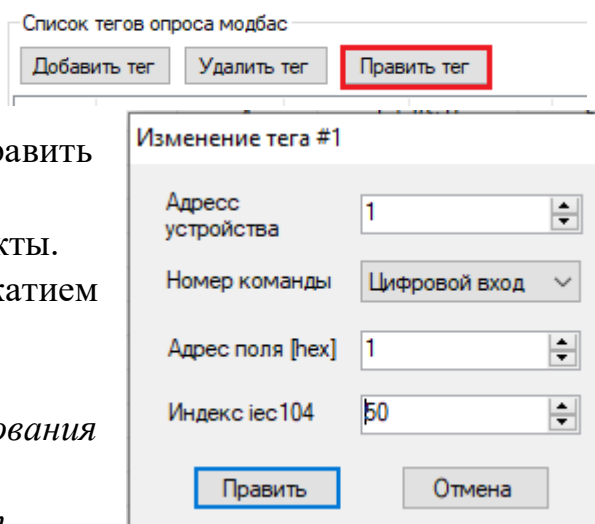 Список тегов опроса модбас
Добавить тег Удалить тег Править тег
Изменение тега #1
Адресс устройства 1
Номер команды Цифровой вход
Адрес поля [hex] 1
Индекс iec104 50
Править Отмена